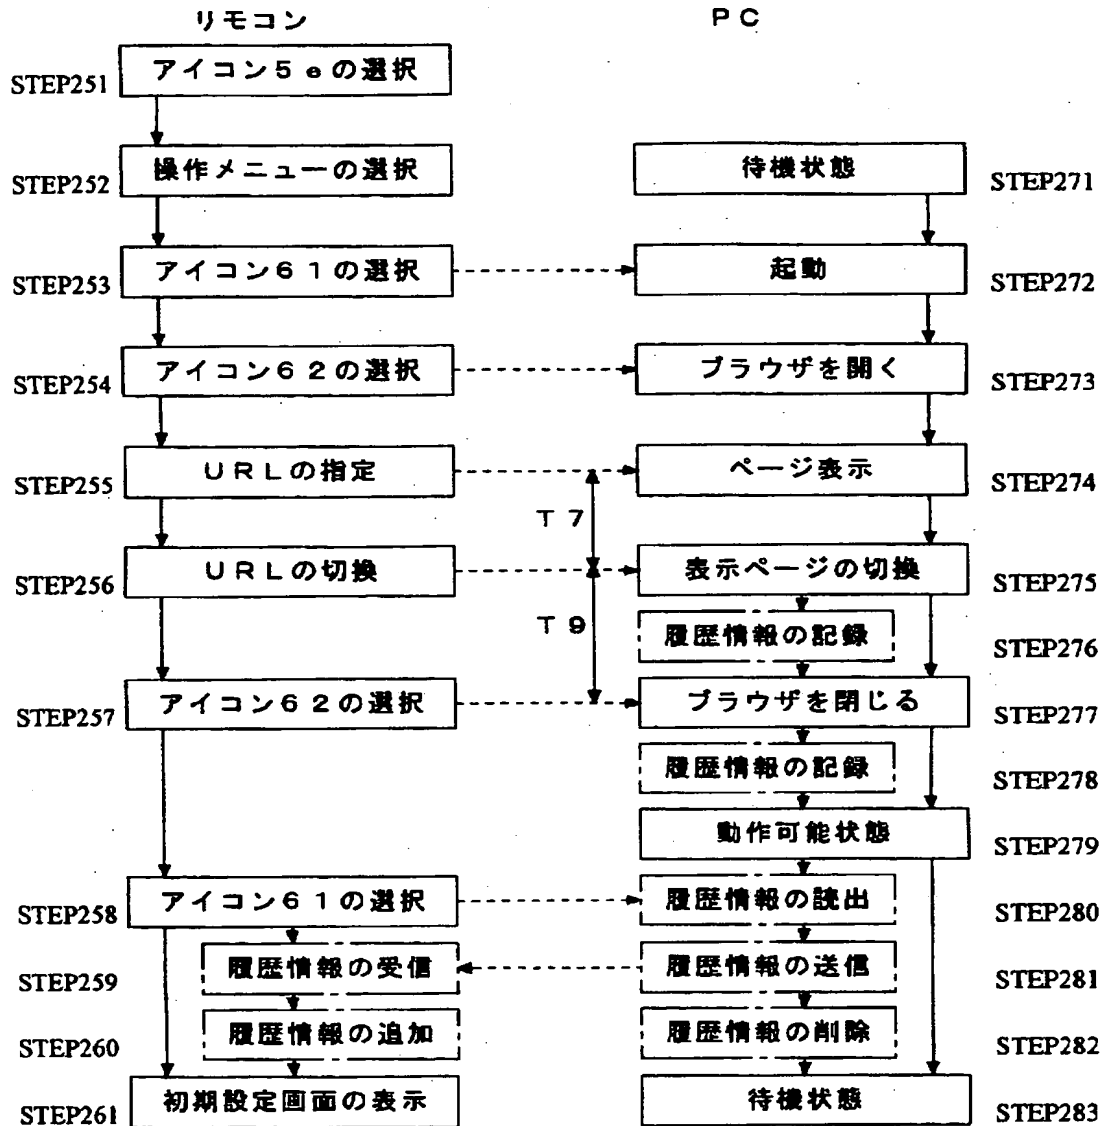 リモコン ＰＣ
STEP251 アイコン５ｅの選択
STEP252 操作メニューの選択 待機状態 STEP271
STEP253 アイコン６１の選択 起動 STEP272
STEP254 アイコン６２の選択 ブラウザを開く STEP273
STEP255 ＵＲＬの指定 ページ表示 STEP274
Ｔ７
STEP256 ＵＲＬの切換 表示ページの切換 STEP275
Ｔ９ 履歴情報の記録 STEP276
STEP257 アイコン６２の選択 ブラウザを閉じる STEP277
履歴情報の記録 STEP278
動作可能状態 STEP279
STEP258 アイコン６１の選択 履歴情報の読出 STEP280
STEP259 履歴情報の受信 履歴情報の送信 STEP281
STEP260 履歴情報の追加 履歴情報の削除 STEP282
STEP261 初期設定画面の表示 待機状態 STEP283